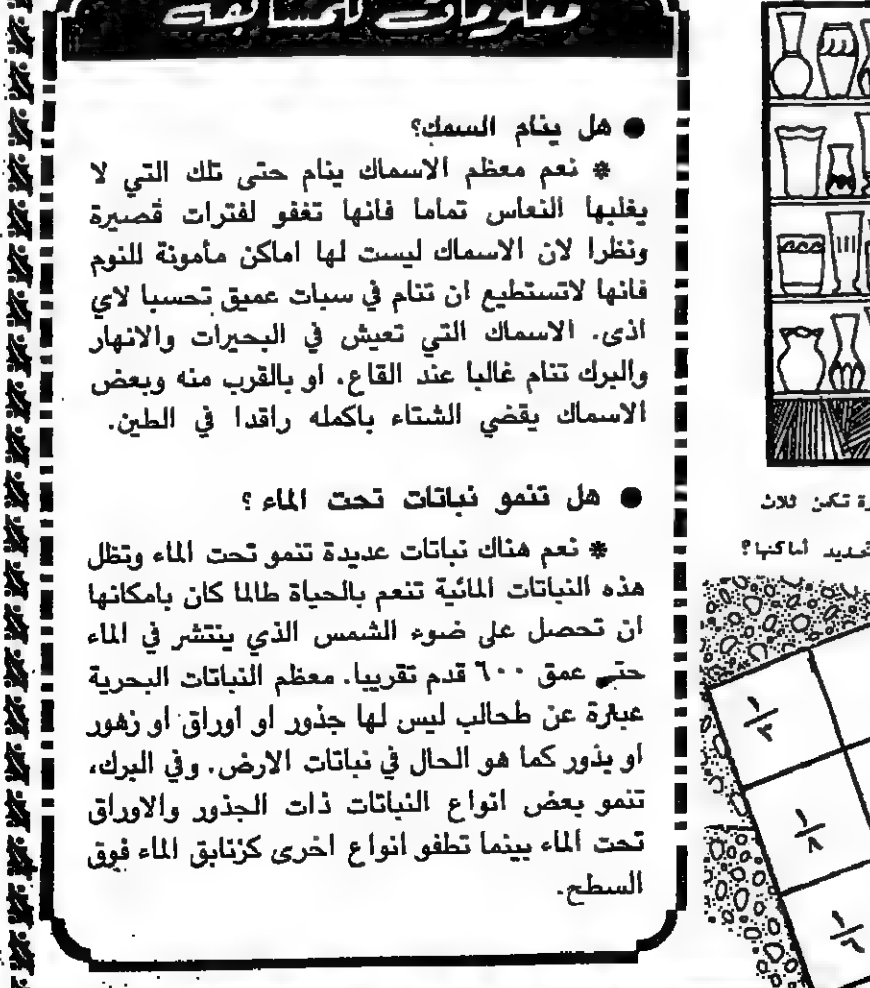 معلومات للمسابقة
● هل ينام السمك؟
* نعم معظم الاسماك ينام حتى تلك التي لا
يغلبها النعاس تماما فانها تغفو لفترات قصيرة
ونظرا لان الاسماك ليست لها اماكن مأمونة للنوم
فانها لاتستطيع ان تنام في سبات عميق تحسبا لاي
اذى. الاسماك التي تعيش في البحيرات والانهار
والبرك تنام غالبا عند القاع. او بالقرب منه وبعض
الاسماك يقضي الشتاء باكمله راقدا في الطين.
● هل تنمو نباتات تحت الماء ؟
* نعم هناك نباتات عديدة تنمو تحت الماء وتظل
هذه النباتات المائية تنعم بالحياة طالما كان بامكانها
ان تحصل على ضوء الشمس الذي ينتشر في الماء
حتى عمق ٦٠٠ قدم تقريبا. معظم النباتات البحرية
عبارة عن طحالب ليس لها جذور او اوراق او زهور
او بذور كما هو الحال في نباتات الارض. وفي البرك،
تنمو بعض انواع النباتات ذات الجذور والاوراق
تحت الماء بينما تطفو انواع اخرى كزنابق الماء فوق
السطح.
تكمن ثلاث
تحديد أماكنها؟
١/٨